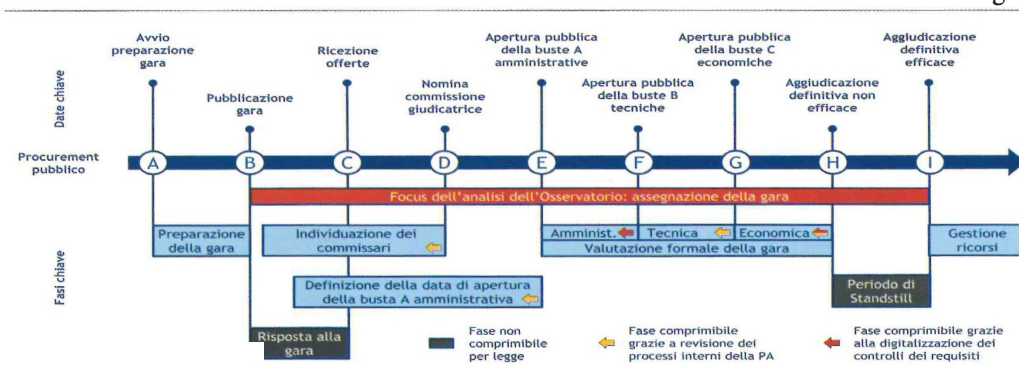 Avvio
preparazione
gara
Pubblicazione
gara
Ricezione
offerte
Nomina
commissione
giudicatrice
Apertura pubblica
della buste A
amministrative
Apertura pubblica
della buste B
tecniche
Apertura pubblica
della buste C
economiche
Aggiudicazione
definitiva non
efficace
Aggiudicazione
definitiva
efficace
Date chiave
Procurement
pubblico
A B C D E F G H I
Focus dell'analisi dell'Osservatorio: assegnazione della gara
Fasi chiave
Preparazione
della gara
Individuazione dei
commissari
Amminist. Tecnica Economica
Valutazione formale della gara
Gestione
ricorsi
Definizione della data di apertura
della busta A amministrativa
Periodo di
Standstill
Risposta alla
gara
Fase non
comprimibile
per legge
Fase comprimibile
grazie a revisione dei
processi interni della PA
Fase comprimibile grazie
alla digitalizzazione dei
controlli dei requisiti